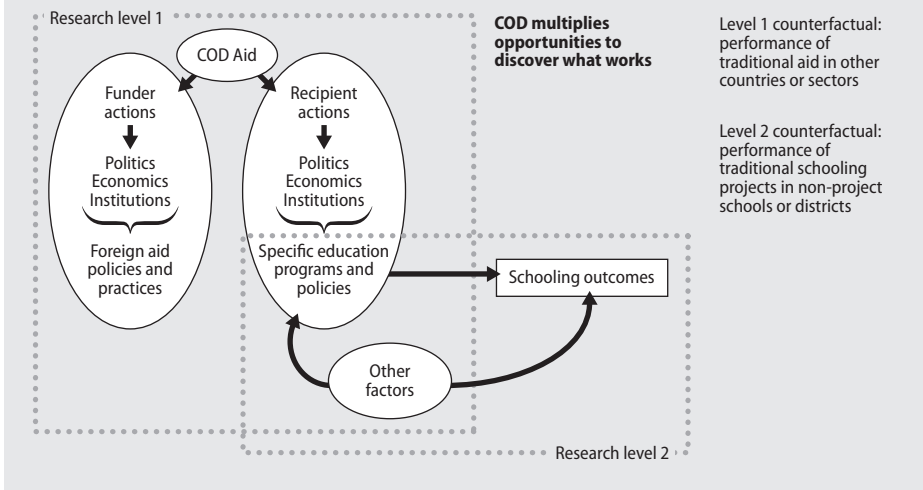 Research level 1
COD Aid
Funder
actions
Politics
Economics
Institutions
Foreign aid
policies and
practices
Recipient
actions
Politics
Economics
Institutions
Specific education
programs and
policies
Schooling outcomes
Other
factors
Research level 2
COD multiplies
opportunities to
discover what works
Level 1 counterfactual:
performance of
traditional aid in other
countries or sectors
Level 2 counterfactual:
performance of
traditional schooling
projects in non-project
schools or districts